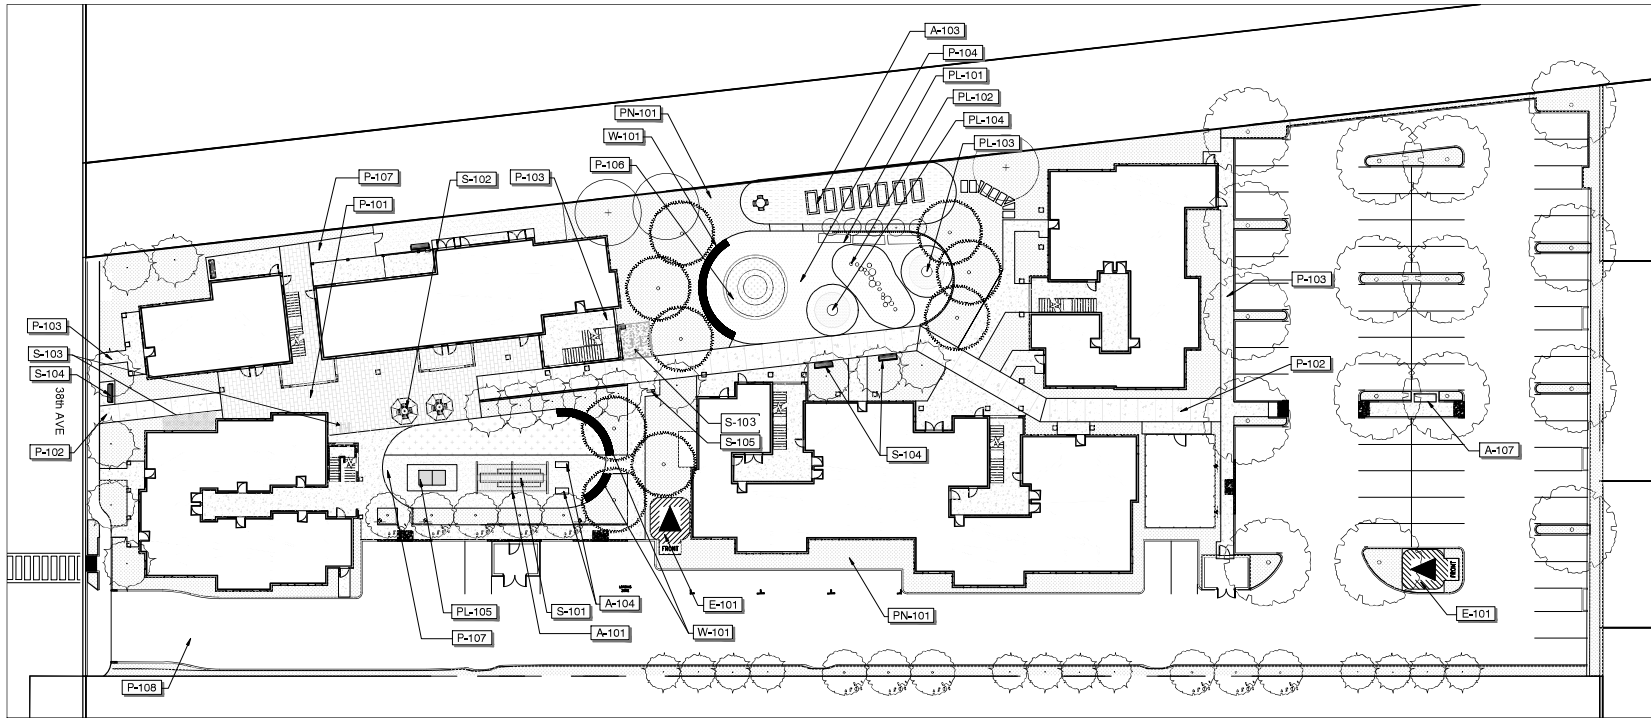 A-103
P-104
PL-101
PL-102
PN-101
PL-104
W-101
PL-103
P-106
P-107
S-102
P-103
P-101
P-103
P-103
S-103
S-104
P-102
38th AVE
S-103
S-105
S-104
A-107
P-102
FRONT
FRONT
PL-105
S-101
A-104
E-101
PN-101
E-101
P-107
A-101
W-101
P-108